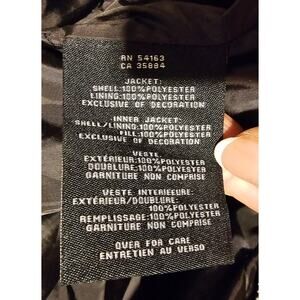 RN 54163
CA 35884
JACKET:
SHELL:100%POLYESTER
LINING:100%POLYESTER
EXCLUSIVE OF DECORATION
INNER JACKET:
SHELL/LINING:100%POLYESTER
FILL:100%POLYESTER
EXCLUSIVE OF DECORATION
VESTE
EXTÉRIEUR:100%POLYESTER
DOUBLURE:100%POLYESTER
GARNITURE NON COMPRISE
VESTE INTERIEURE:
EXTÉRIEUR/DOUBLURE:
100%POLYESTER
REMPLISSAGE:100%POLYESTER
GARNITURE NON COMPRISE
OVER FOR CARE
ENTRETIEN AU VERSO